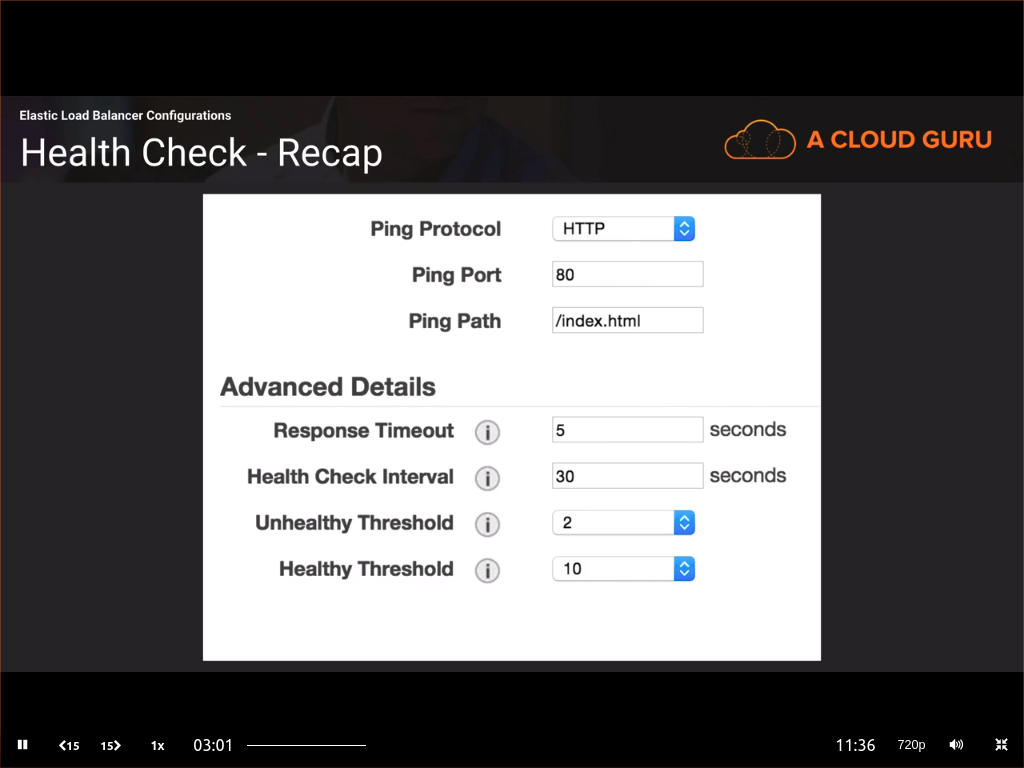 Elastic Load Balancer Configurations
Health Check - Recap
A CLOUD GURU
Ping Protocol HTTP
Ping Port 80
Ping Path /index.html
Advanced Details
Response Timeout i 5 seconds
Health Check Interval i 30 seconds
Unhealthy Threshold i 2
Healthy Threshold i 10
15 15 1x 03:01 11:36 720p